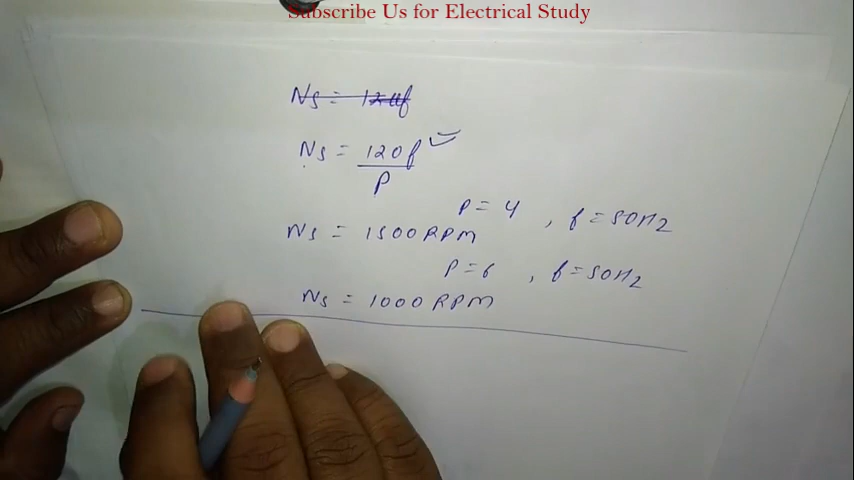 Subscribe Us for Electrical Study
Ns = 120f
Ns = 120f
P
P = 4 , f = 50Hz
Ns = 1500 RPM
P = 6 , f = 50Hz
Ns = 1000 RPM